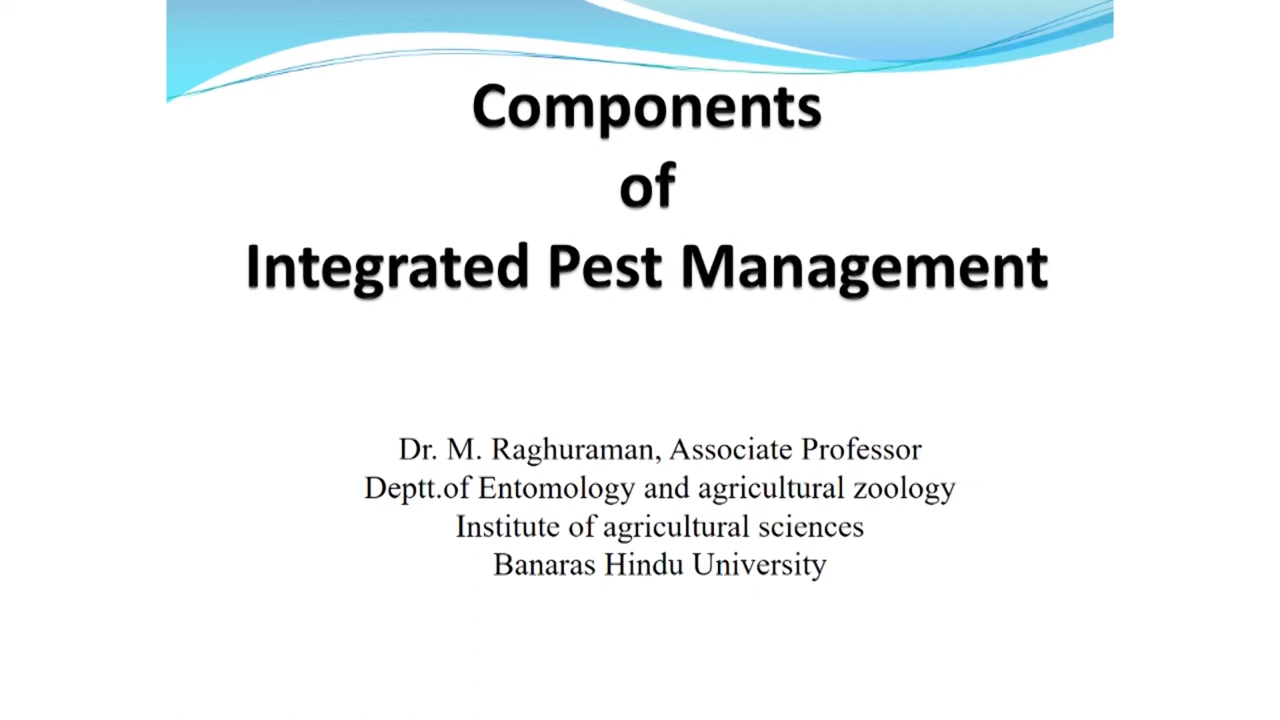 Components
of
Integrated Pest Management
Dr. M. Raghuraman, Associate Professor
Deptt.of Entomology and agricultural zoology
Institute of agricultural sciences
Banaras Hindu University